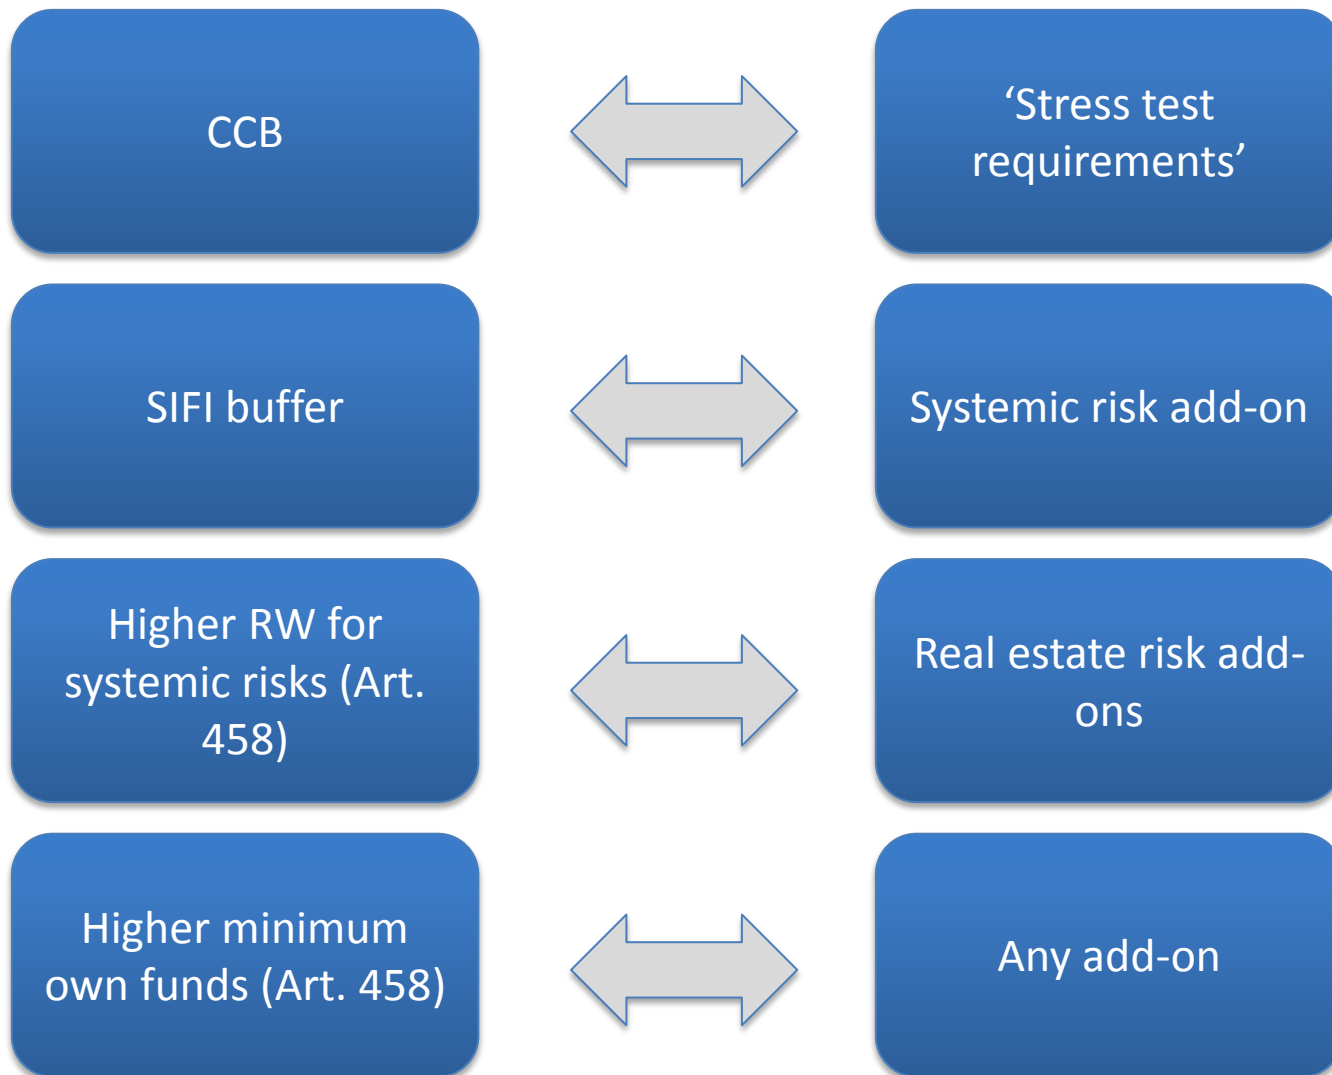 CCB
‘Stress test
requirements’
SIFI buffer
Systemic risk add-on
Higher RW for
systemic risks (Art.
458)
Real estate risk add-
ons
Higher minimum
own funds (Art. 458)
Any add-on